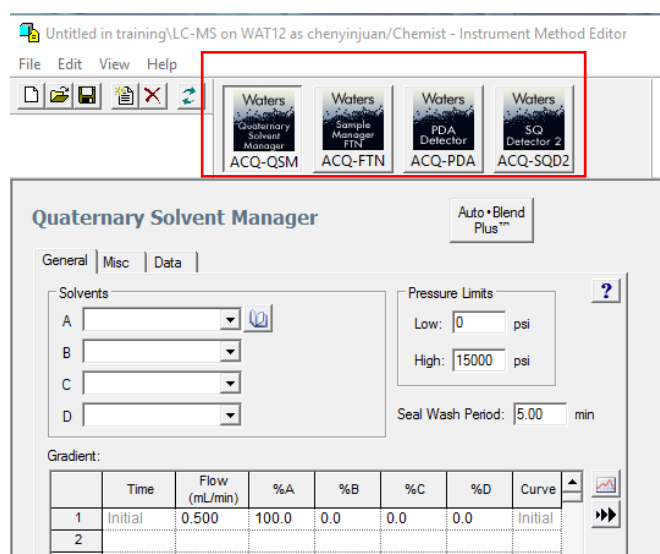 Untitled in training\LC-MS on WAT12 as chenyinjuan/Chemist - Instrument Method Editor
File Edit View Help
Waters Quaternary Solvent Manager ACQ-QSM
Waters Sample Manager FTN ACQ-FTN
Waters PDA Detector ACQ-PDA
Waters SQ Detector 2 ACQ-SQD2
Quaternary Solvent Manager
Auto•Blend Plus™
General Misc Data
Solvents
A
B
C
D
Pressure Limits
Low: 0 psi
High: 15000 psi
?
Seal Wash Period: 5.00 min
Gradient:
Time Flow (mL/min) %A %B %C %D Curve
1 Initial 0.500 100.0 0.0 0.0 0.0 Initial
2